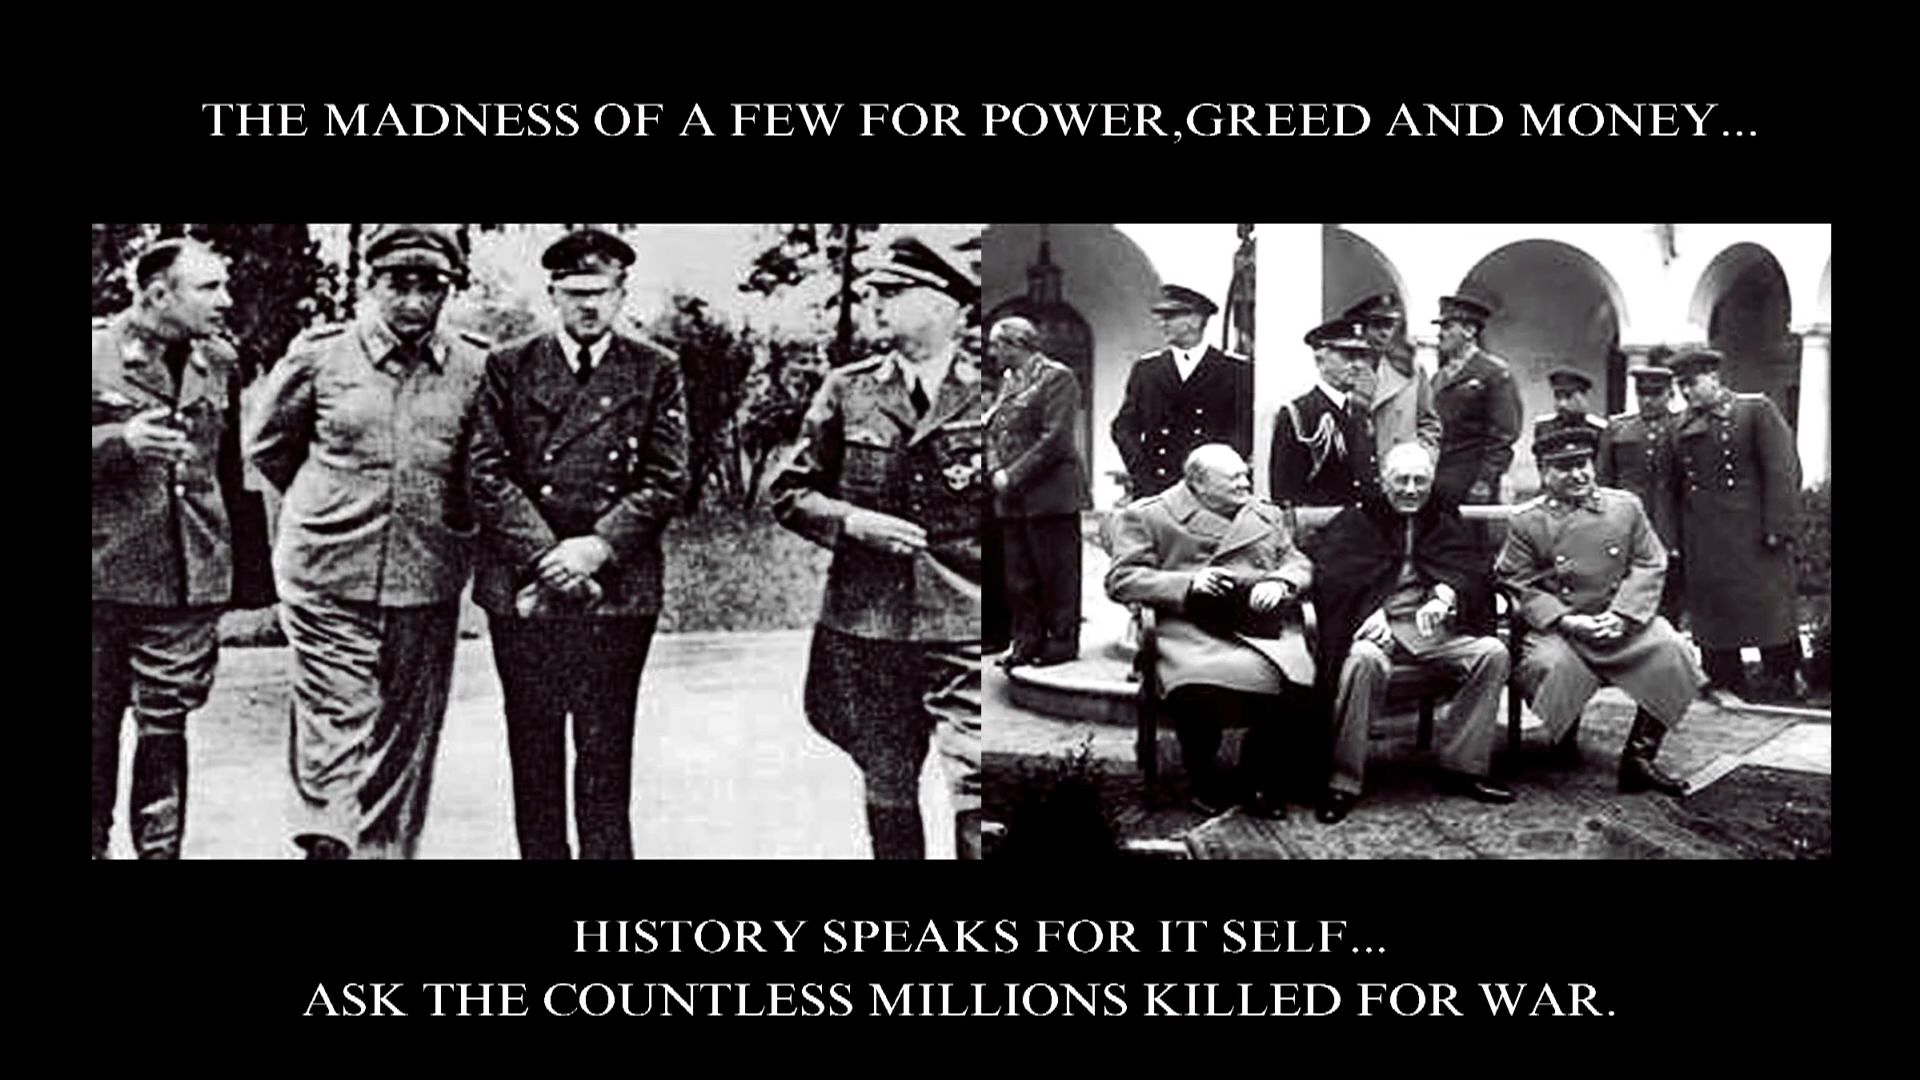 THE MADNESS OF A FEW FOR POWER,GREED AND MONEY...
HISTORY SPEAKS FOR IT SELF...
ASK THE COUNTLESS MILLIONS KILLED FOR WAR.